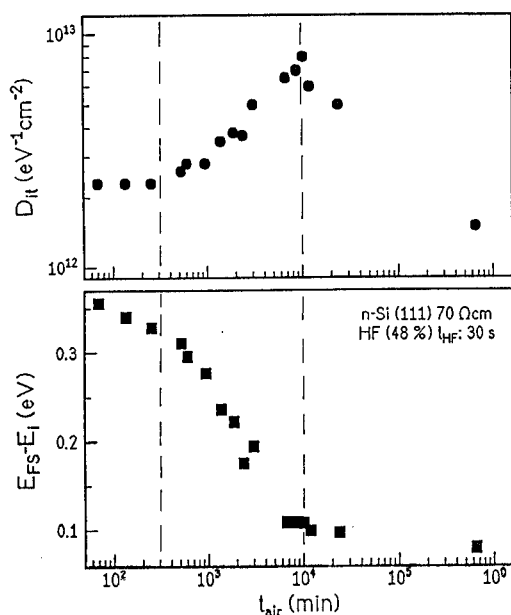 10¹³
D_it (eV⁻¹cm⁻²)
10¹²
n-Si (111) 70 Ωcm
HF (48 %) t_HF: 30 s
0.3
0.2
0.1
E_FS-E_i (eV)
10² 10³ 10⁴ 10⁵ 10⁰
t_air (min)